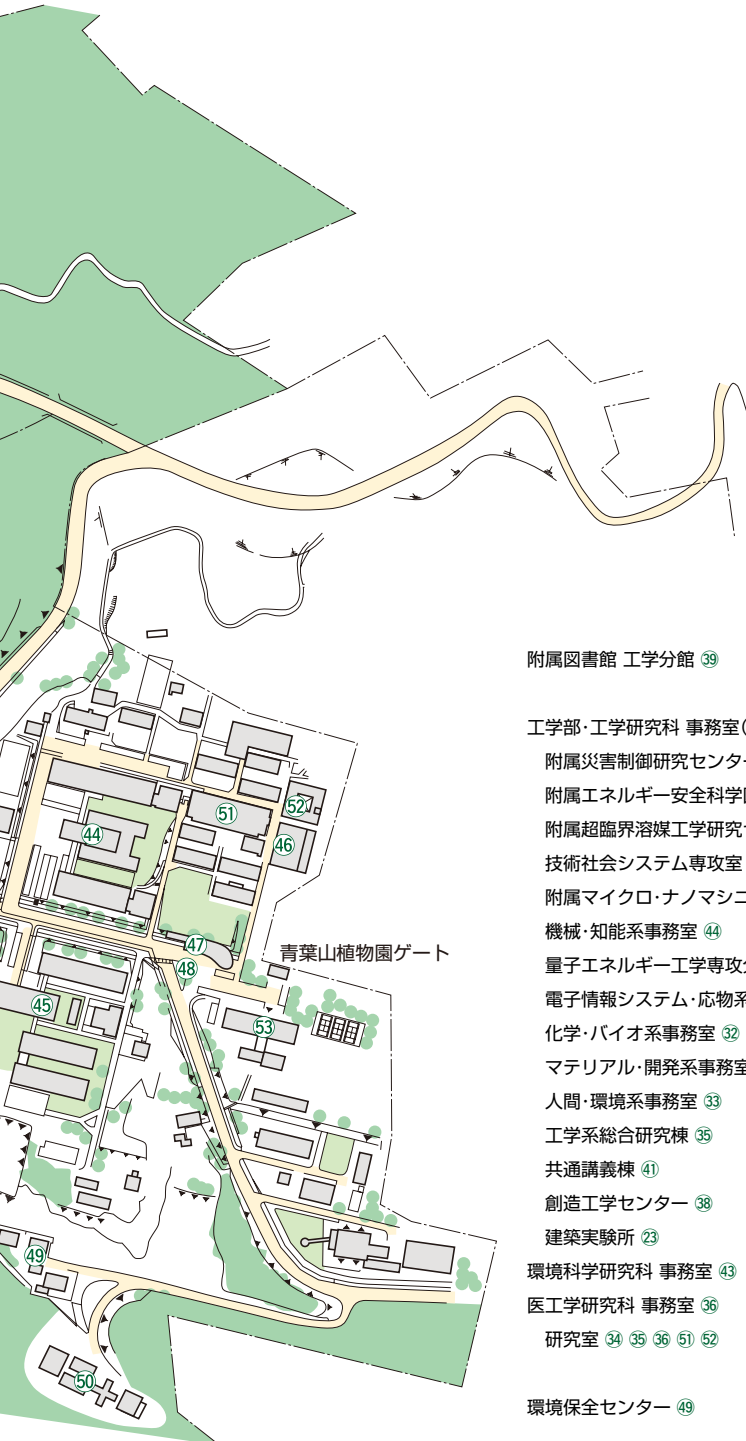 附属図書館 工学分館 ㊴
工学部・工学研究科 事務室(
附属災害制御研究センター
附属エネルギー安全科学
附属超臨界溶媒工学研究
技術社会システム専攻室
附属マイクロ・ナノマシニ
機械・知能系事務室 ㊹
量子エネルギー工学専攻
電子情報システム・応物系
化学・バイオ系事務室 ㉜
マテリアル・開発系事務室
人間・環境系事務室 ㉝
工学系総合研究棟 ㉟
共通講義棟 ㊶
創造工学センター ㊳
建築実験所 ㉓
環境科学研究科 事務室 ㊸
医工学研究科 事務室 ㊱
研究室 ㉞ ㉟ ㊱ 51 52
環境保全センター ㊾
51
52
㊹
㊻
㊼
青葉山植物園ゲート
㊽
㊺
53
㊾
㊿